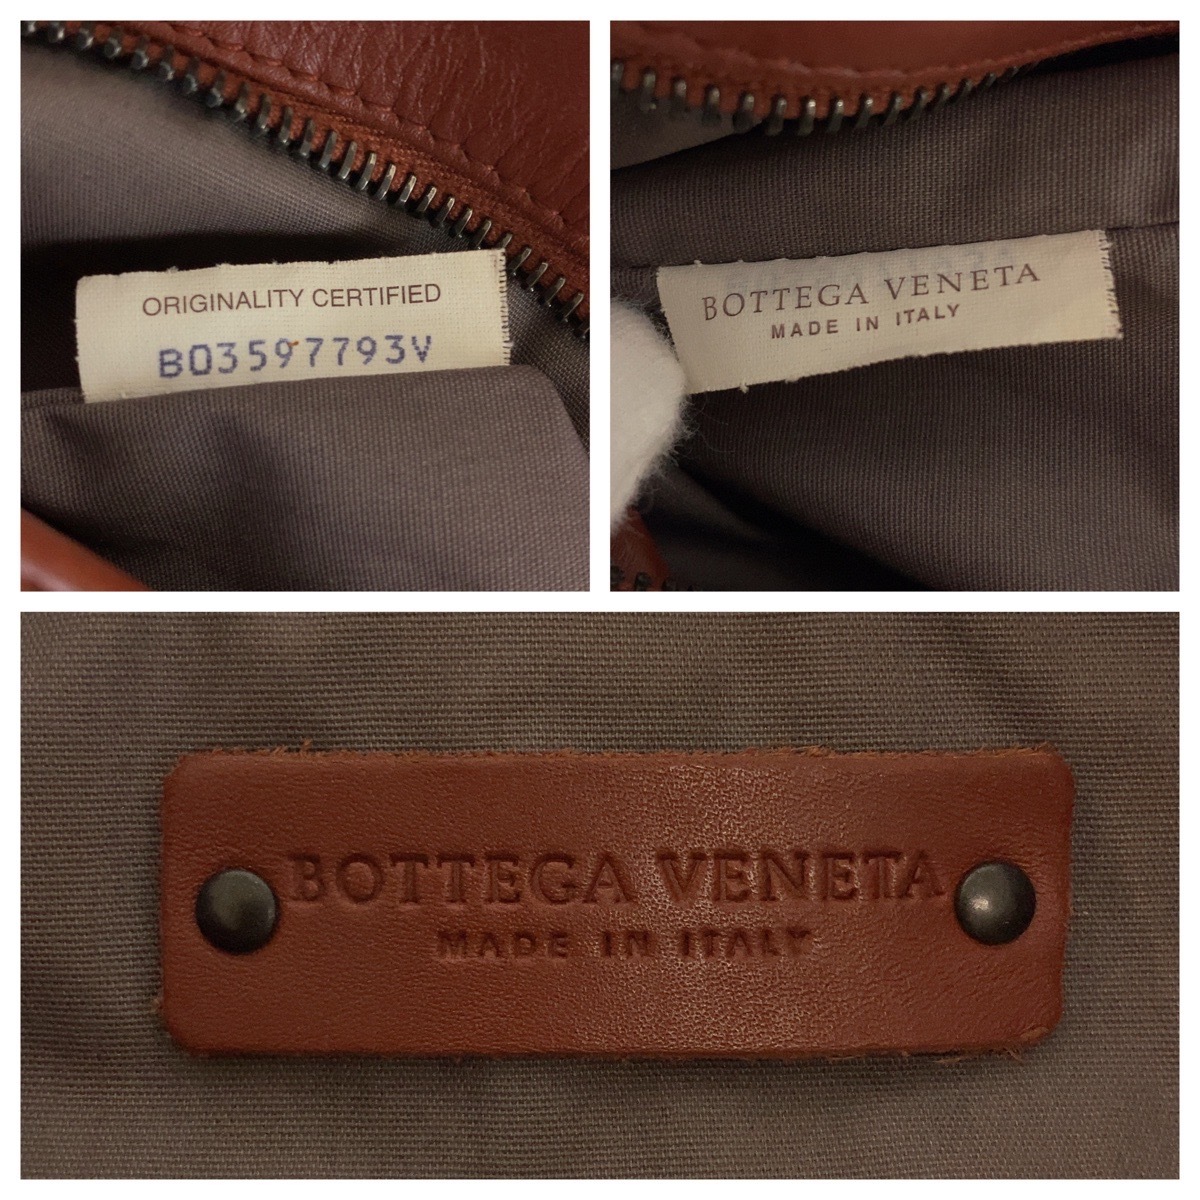 ORIGINALITY CERTIFIED
B03597793V
BOTTEGA VENETA
MADE IN ITALY
BOTTEGA VENETA
MADE IN ITALY